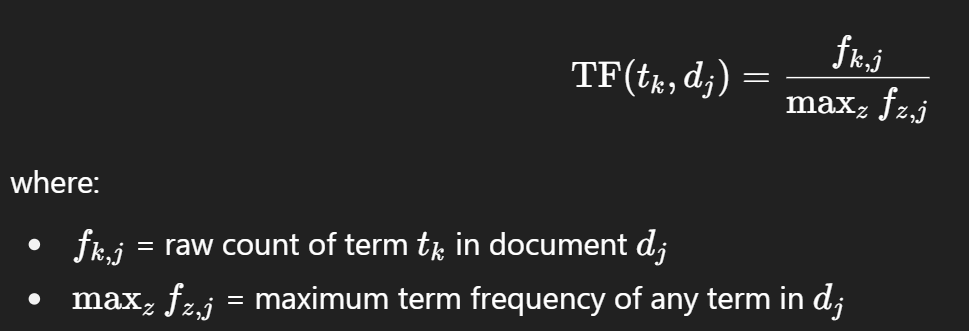 TF(t_k, d_j) = \frac{f_{k,j}}{\max_z f_{z,j}}
where:
• f_{k,j} = raw count of term t_k in document d_j
• max_z f_{z,j} = maximum term frequency of any term in d_j